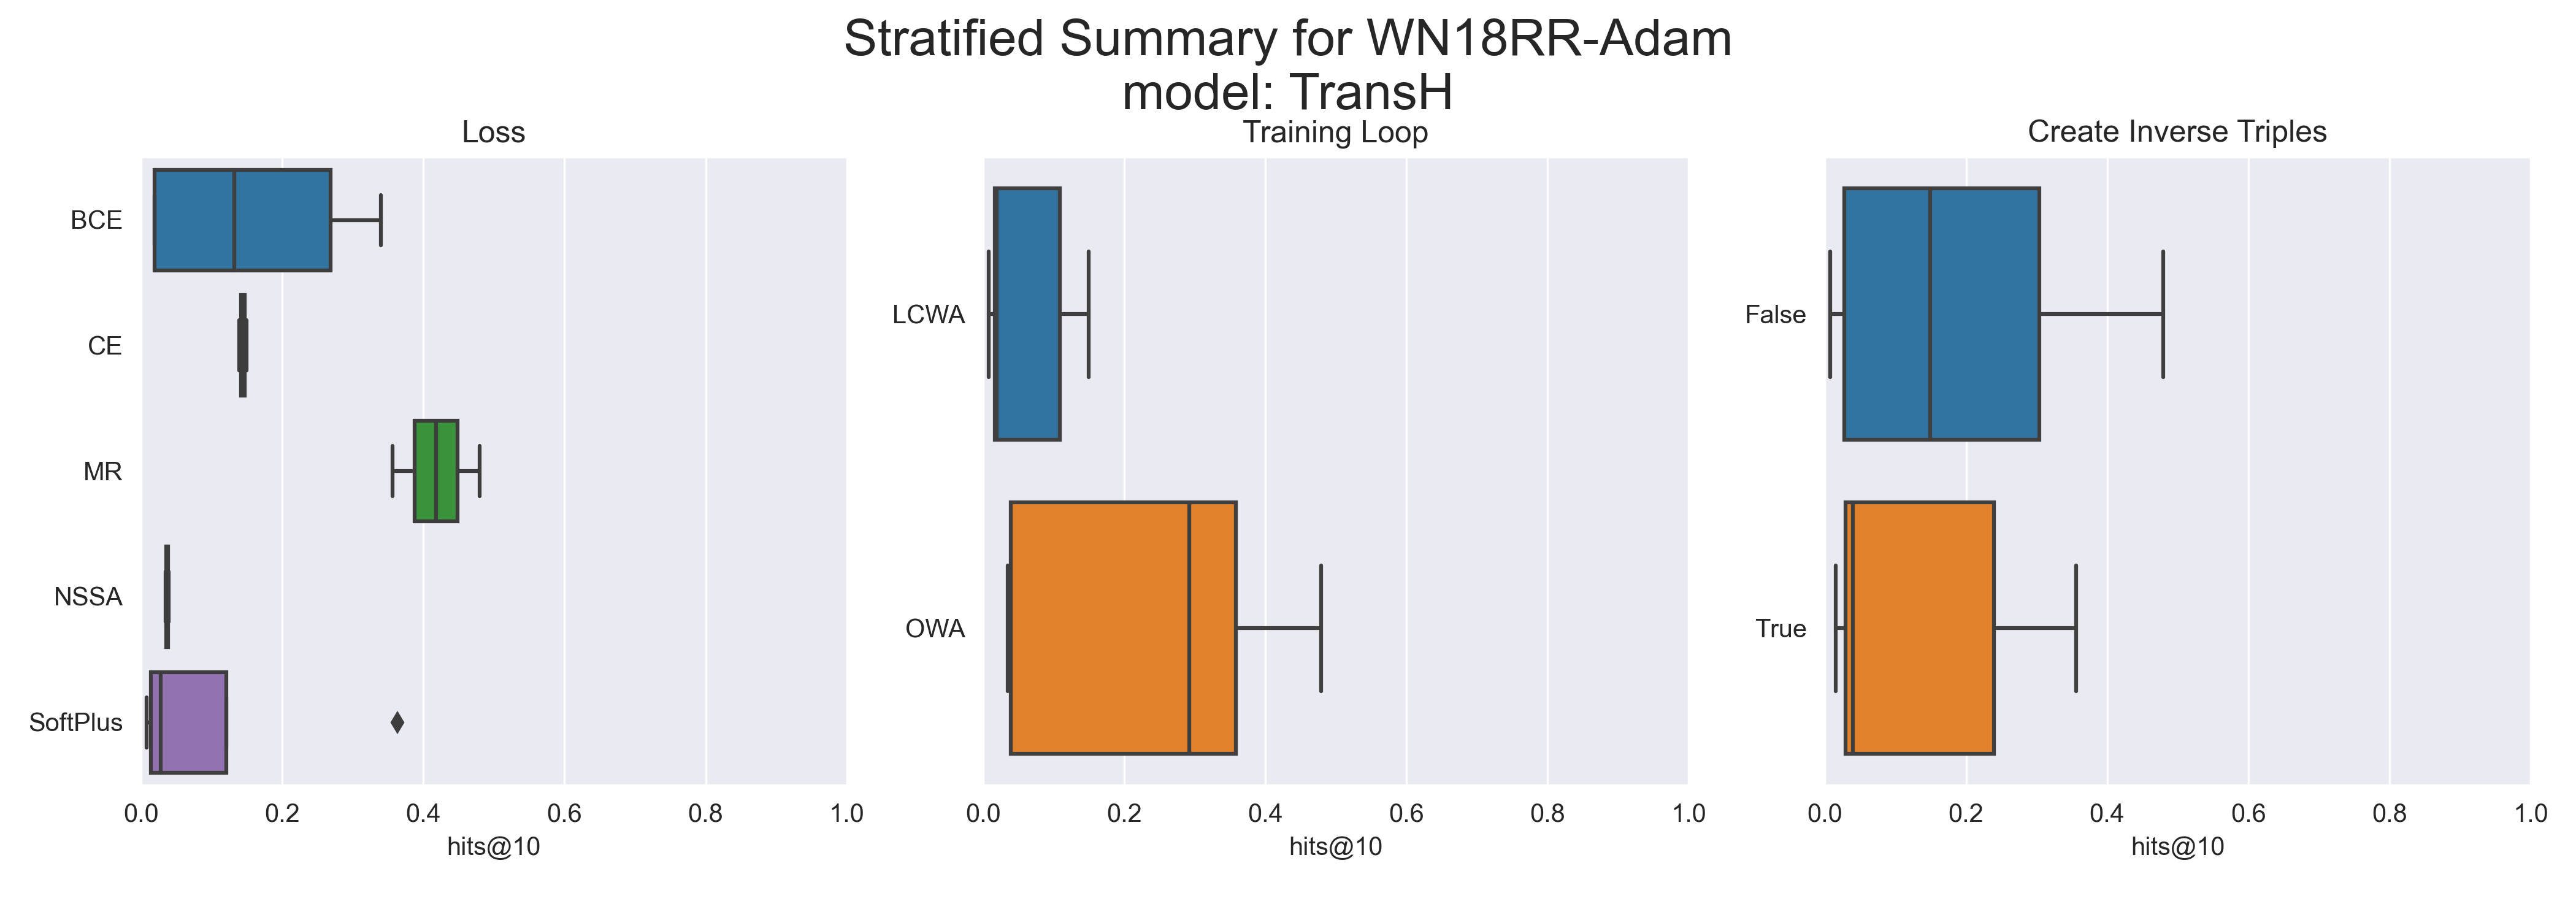 Stratified Summary for WN18RR-Adam
model: TransH
Loss
BCE
CE
MR
NSSA
SoftPlus
0.0 0.2 0.4 0.6 0.8 1.0
hits@10
Training Loop
LCWA
OWA
0.0 0.2 0.4 0.6 0.8 1.0
hits@10
Create Inverse Triples
False
True
0.0 0.2 0.4 0.6 0.8 1.0
hits@10